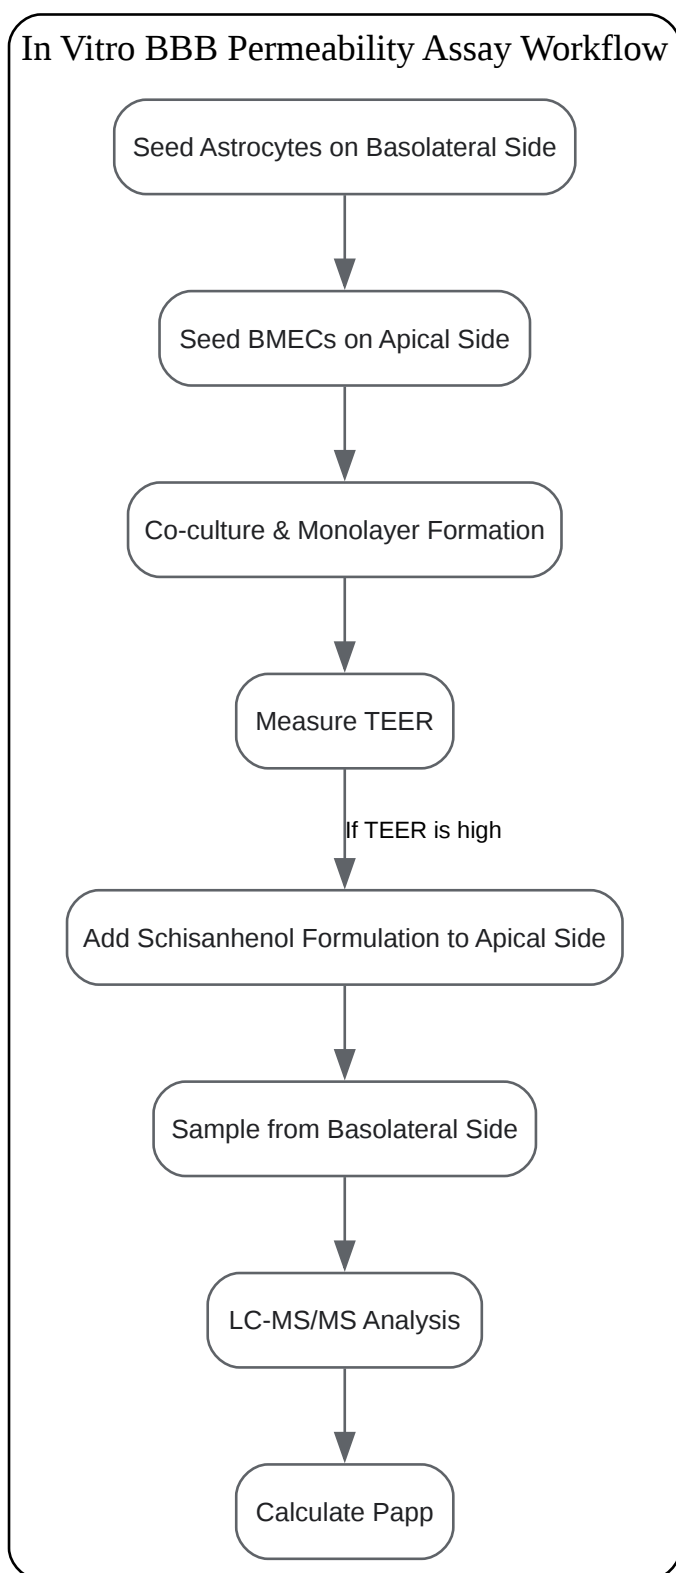 In Vitro BBB Permeability Assay Workflow
Seed Astrocytes on Basolateral Side
Seed BMECs on Apical Side
Co-culture & Monolayer Formation
Measure TEER
If TEER is high
Add Schisanhenol Formulation to Apical Side
Sample from Basolateral Side
LC-MS/MS Analysis
Calculate Papp